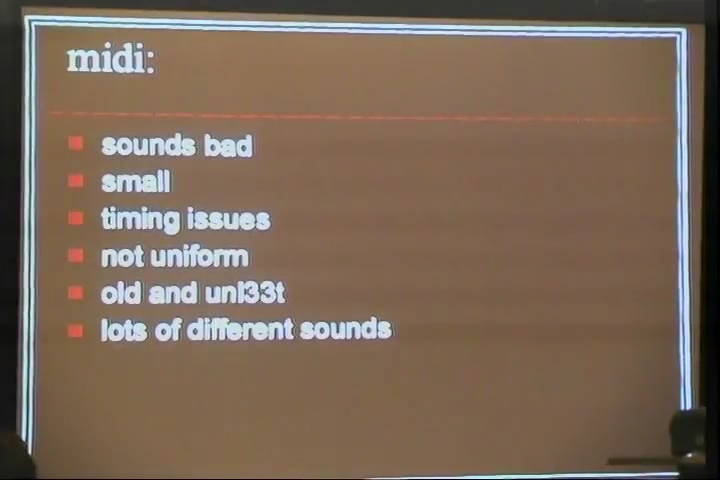 midi:
sounds bad
small
timing issues
not uniform
old and unl33t
lots of different sounds